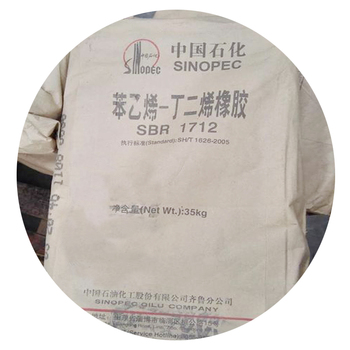 中国石化
SINOPEC
SINOPEC
苯乙烯-丁二烯橡胶
SBR 1712
执行标准(Standard):SH/T 1626-2005
净含量(Net Wt.):35kg
中国石油化工股份有限公司齐鲁分公司
SINOPEC QILU COMPANY